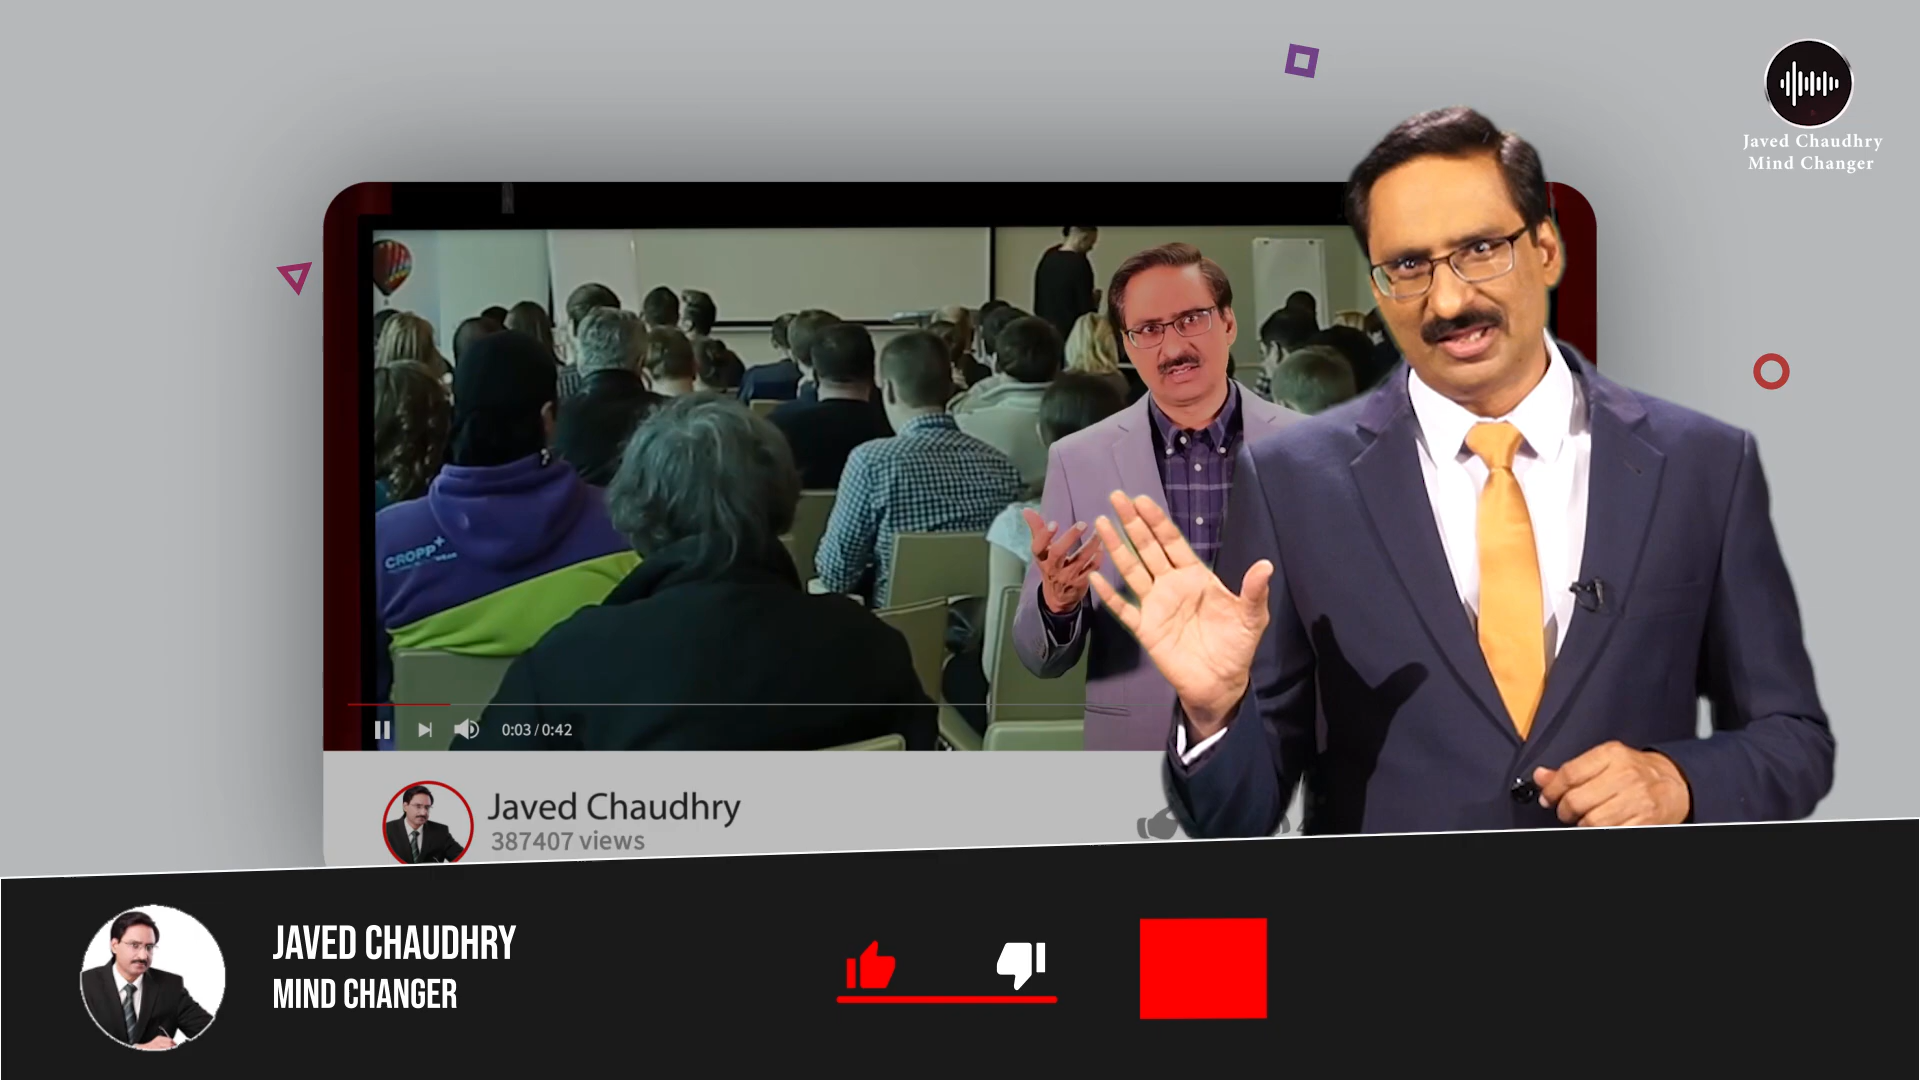 Javed Chaudhry
Mind Changer
CROPP+
0:03 / 0:42
Javed Chaudhry
387407 views
JAVED CHAUDHRY
MIND CHANGER